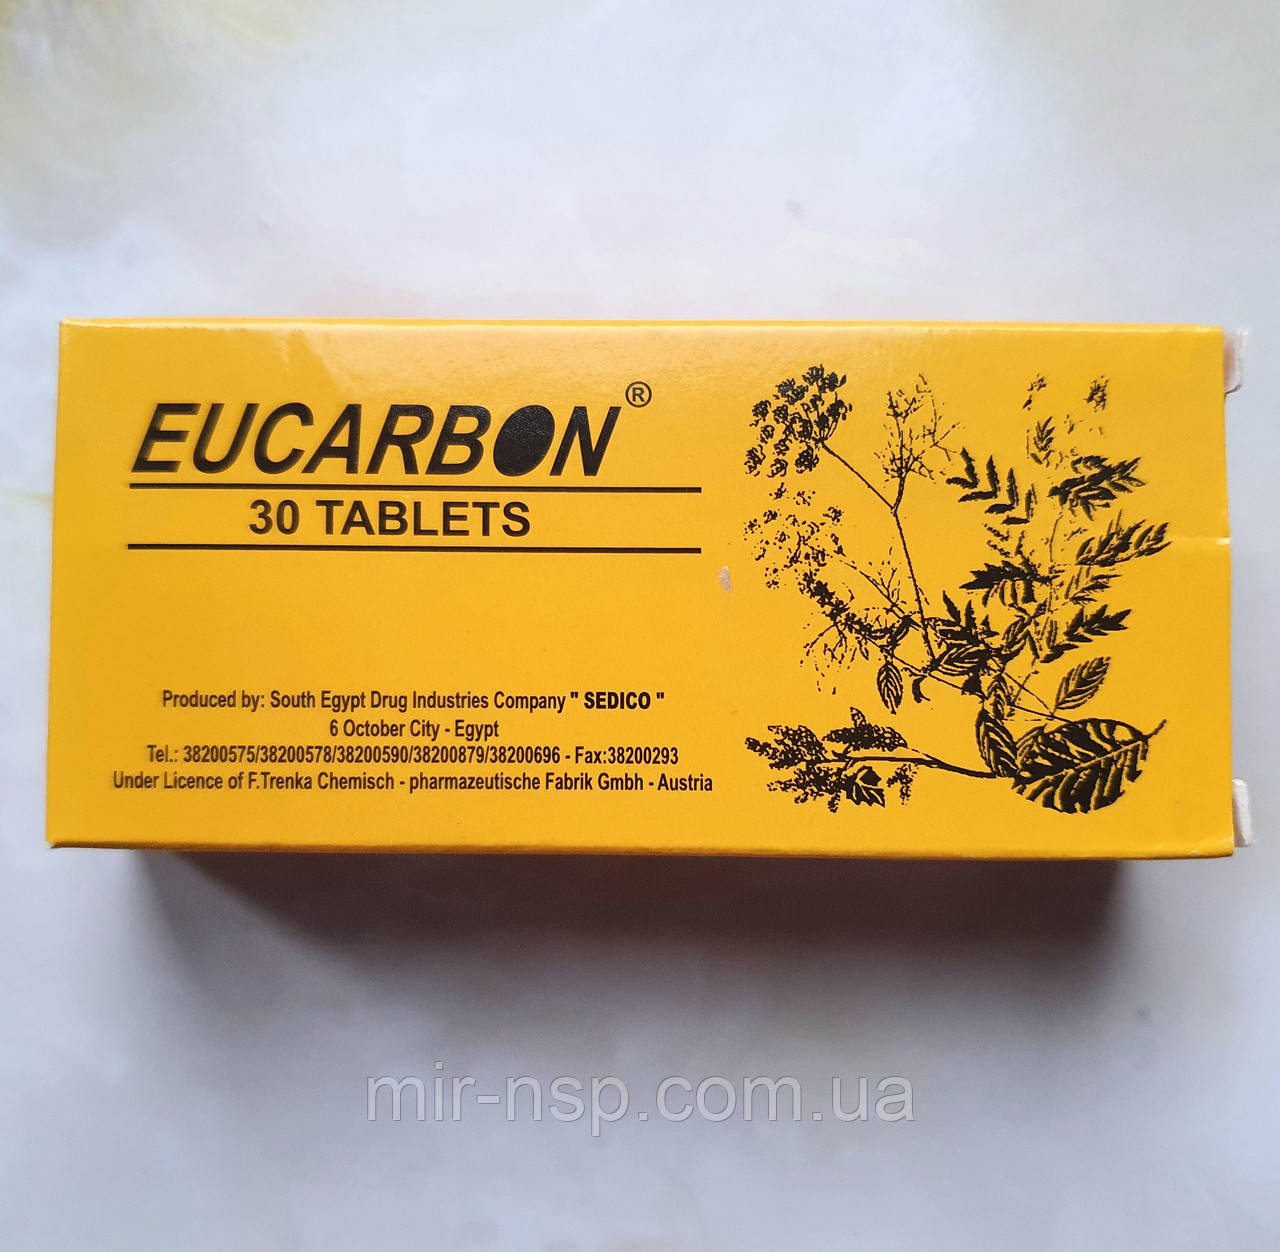 EUCARBON®
30 TABLETS
Produced by: South Egypt Drug Industries Company " SEDICO "
6 October City - Egypt
Tel.: 38200575/38200578/38200590/38200879/38200696 - Fax:38200293
Under Licence of F.Trenka Chemisch - pharmazeutische Fabrik Gmbh - Austria
mir-nsp.com.ua